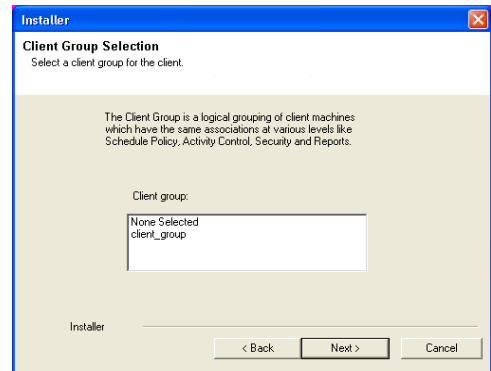 Installer
Client Group Selection
Select a client group for the client.
The Client Group is a logical grouping of client machines
which have the same associations at various levels like
Schedule Policy, Activity Control, Security and Reports.
Client group:
None Selected
client_group
Installer
< Back
Next >
Cancel